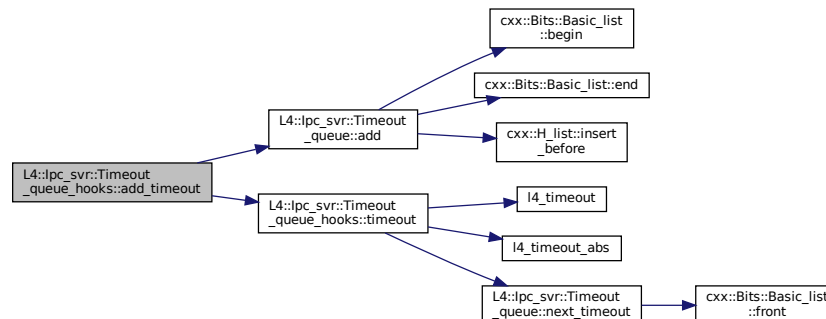 cxx::Bits::Basic_list
::begin
cxx::Bits::Basic_list::end
L4::Ipc_svr::Timeout
_queue::add
cxx::H_list::insert
_before
L4::Ipc_svr::Timeout
_queue_hooks::add_timeout
l4_timeout
L4::Ipc_svr::Timeout
_queue_hooks::timeout
l4_timeout_abs
L4::Ipc_svr::Timeout
_queue::next_timeout
cxx::Bits::Basic_list
::front